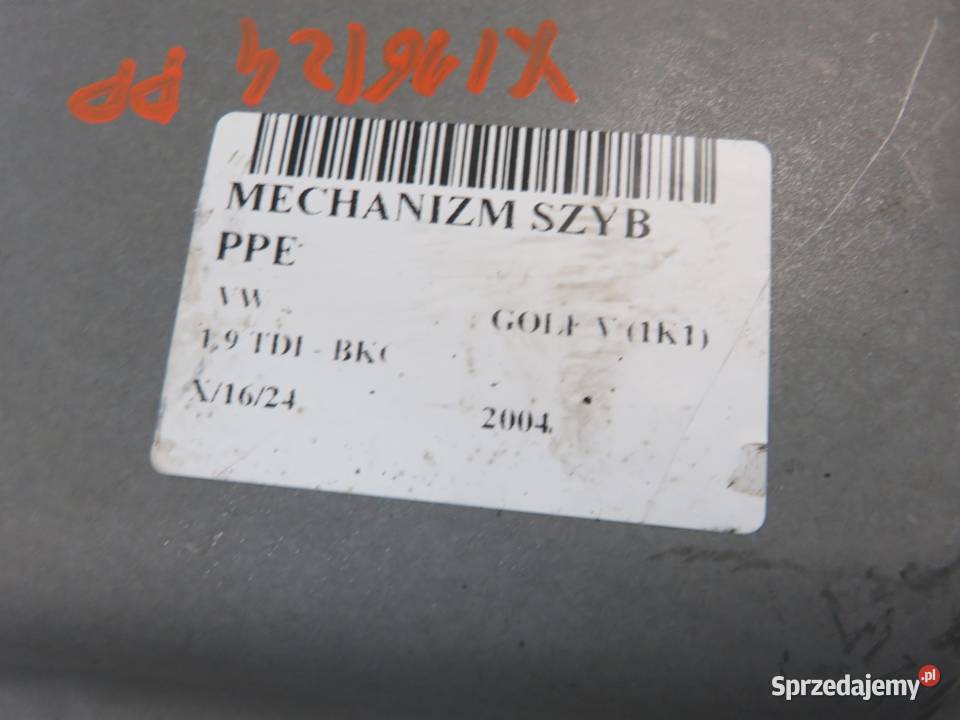 X/16/24 PP
MECHANIZM SZYB
PPE
VW
GOLF V (1K1)
1.9 TDI - BKC
X/16/24
2004
Sprzedajemy.pl